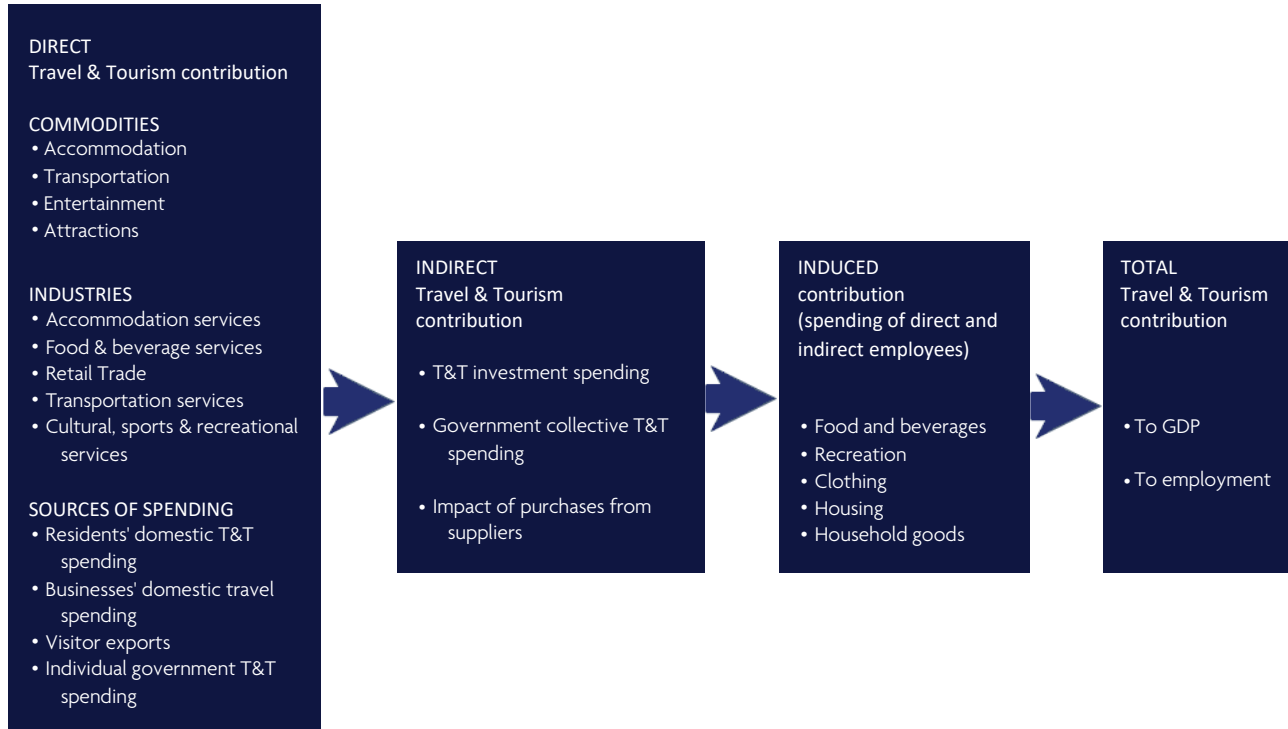 DIRECT
Travel & Tourism contribution
COMMODITIES
• Accommodation
• Transportation
• Entertainment
• Attractions
INDUSTRIES
• Accommodation services
• Food & beverage services
• Retail Trade
• Transportation services
• Cultural, sports & recreational
services
SOURCES OF SPENDING
• Residents' domestic T&T
spending
• Businesses' domestic travel
spending
• Visitor exports
• Individual government T&T
spending
INDIRECT
Travel & Tourism
contribution
• T&T investment spending
• Government collective T&T
spending
• Impact of purchases from
suppliers
INDUCED
contribution
(spending of direct and
indirect employees)
• Food and beverages
• Recreation
• Clothing
• Housing
• Household goods
TOTAL
Travel & Tourism
contribution
• To GDP
• To employment